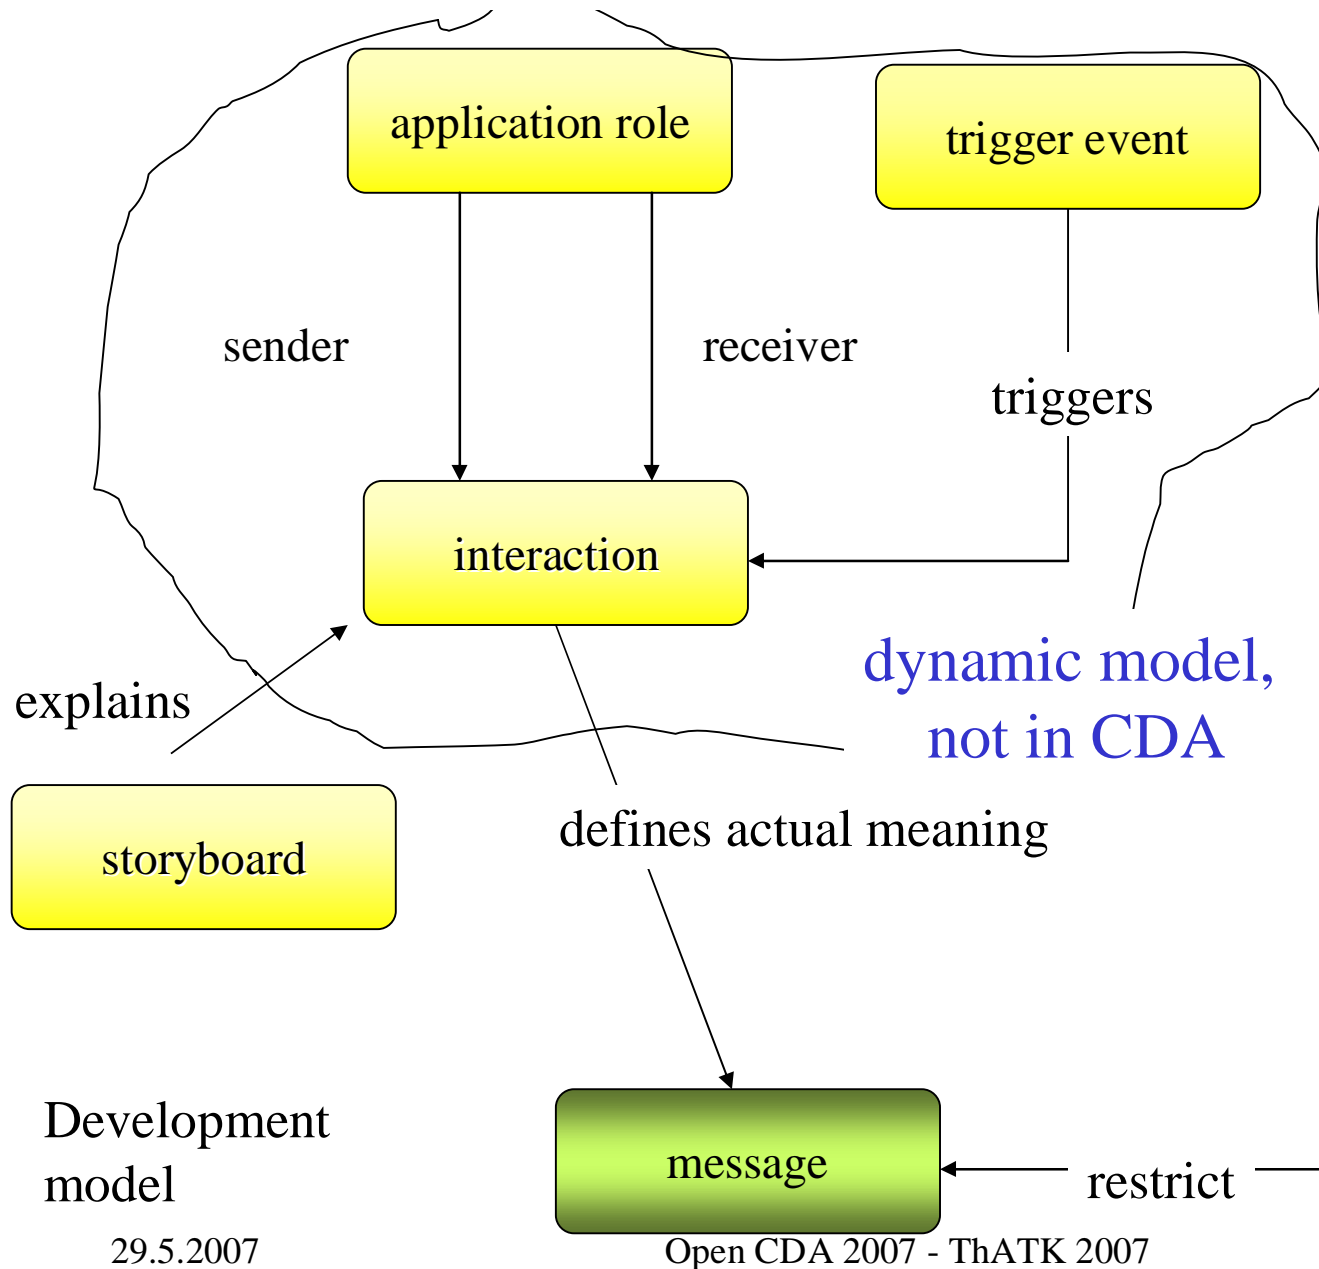 application role
trigger event
sender
receiver
triggers
interaction
dynamic model,
not in CDA
explains
defines actual meaning
storyboard
Development
model
message
restrict
29.5.2007
Open CDA 2007 - ThATK 2007